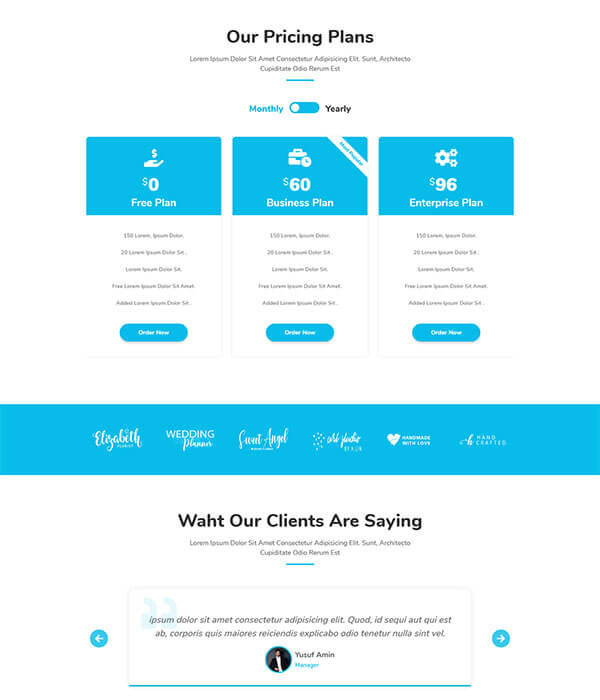 Our Pricing Plans
Lorem Ipsum Dolor Sit Amet Consectetur Adipisicing Elit. Sunt, Architecto
Cupiditate Odio Rerum Est
Monthly Yearly
Most Popular
$0
Free Plan
150 Lorem, Ipsum Dolor.
20 Lorem Ipsum Dolor Sit .
Lorem Ipsum Dolor Sit.
Free Lorem Ipsum Dolor Sit Amet.
Added Lorem Ipsum Dolor Sit .
Order Now
$60
Business Plan
150 Lorem, Ipsum Dolor.
20 Lorem Ipsum Dolor Sit .
Lorem Ipsum Dolor Sit.
Free Lorem Ipsum Dolor Sit Amet.
Added Lorem Ipsum Dolor Sit .
Order Now
$96
Enterprise Plan
150 Lorem, Ipsum Dolor.
20 Lorem Ipsum Dolor Sit .
Lorem Ipsum Dolor Sit.
Free Lorem Ipsum Dolor Sit Amet.
Added Lorem Ipsum Dolor Sit .
Order Now
Elizabeth
FLORIST
WEDDING
Planner
Sweet Angel
art studio
HANDMADE
WITH LOVE
h HAND
CRAFTED
Waht Our Clients Are Saying
Lorem Ipsum Dolor Sit Amet Consectetur Adipisicing Elit. Sunt, Architecto
Cupiditate Odio Rerum Est
ipsum dolor sit amet consectetur adipisicing elit. Quod, id sequi aut qui est
ab, corporis quis maiores reiciendis explicabo odio tenetur nulla sint vel.
Yusuf Amin
Manager